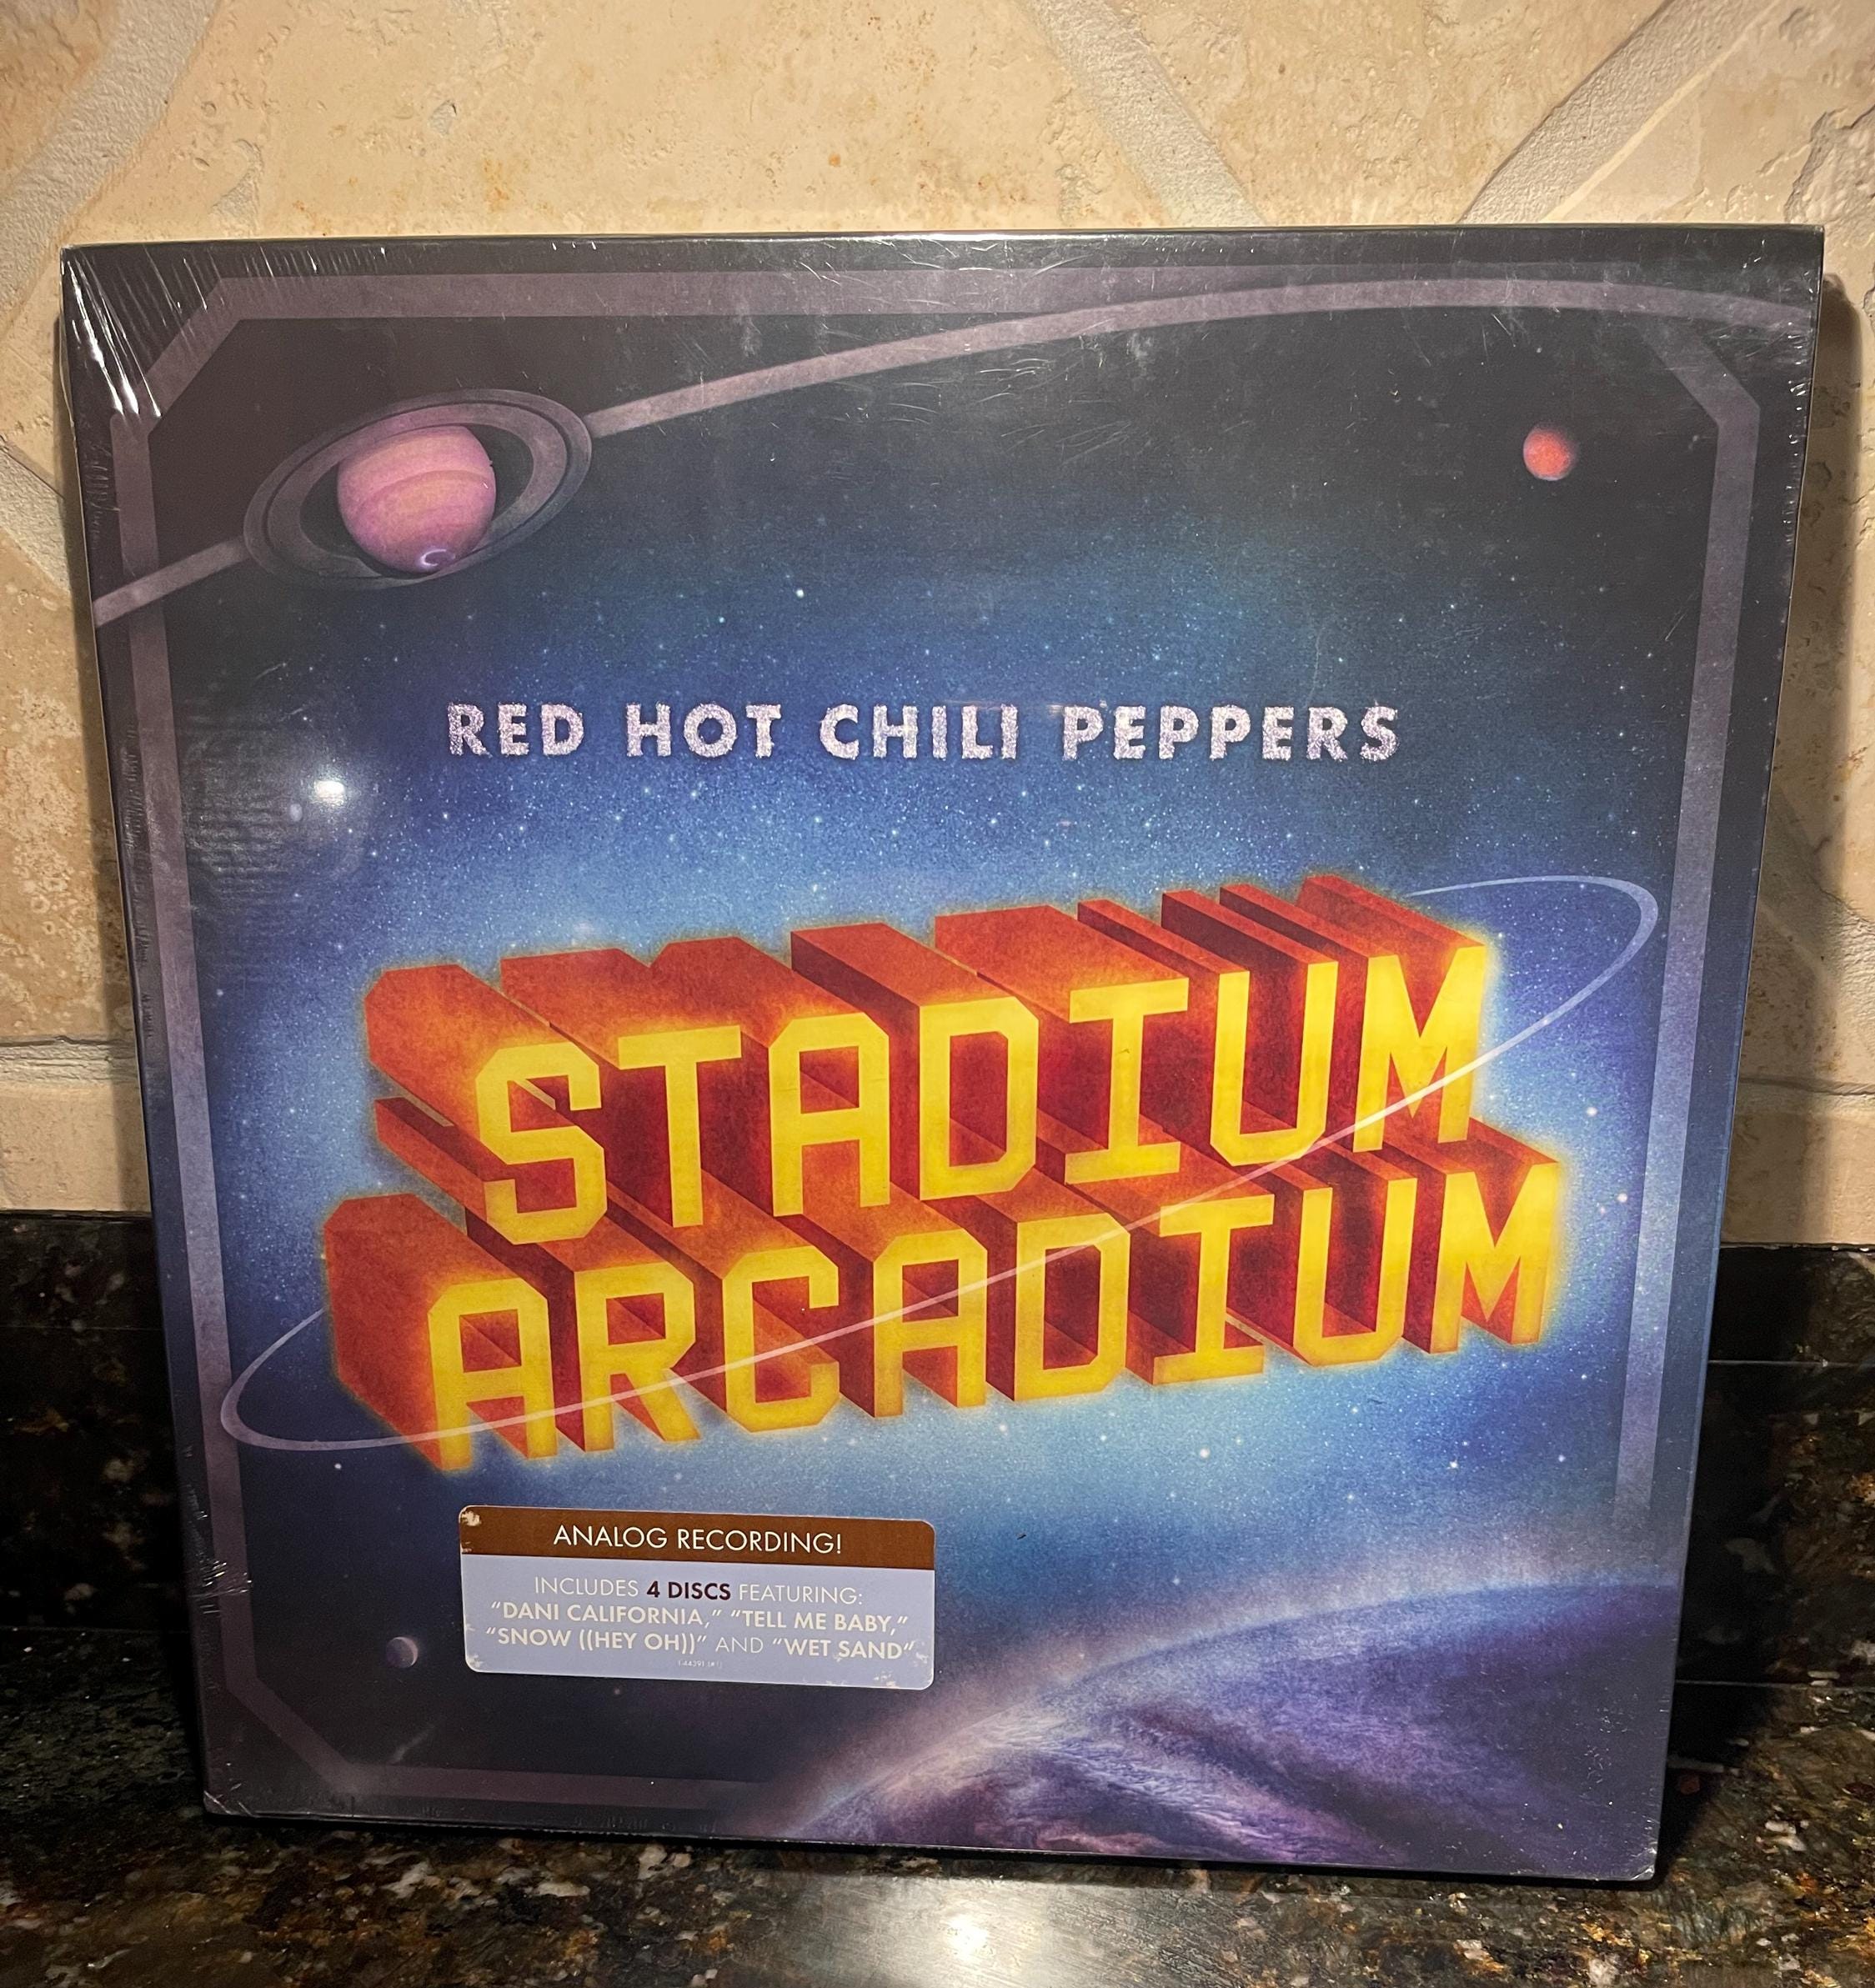 RED HOT CHILI PEPPERS
STADIUM
ARCADIUM
ANALOG RECORDING!
INCLUDES 4 DISCS FEATURING:
“DANI CALIFORNIA,” “TELL ME BABY,”
“SNOW ((HEY OH))” AND “WET SAND”